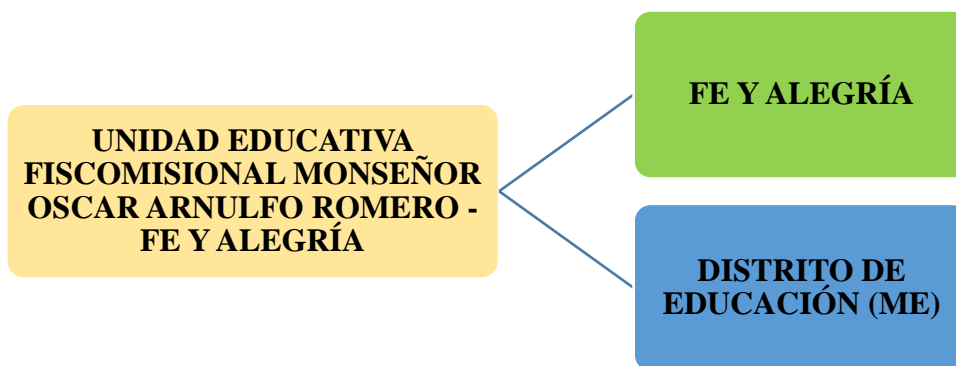 UNIDAD EDUCATIVA
FISCOMISIONAL MONSEÑOR
OSCAR ARNULFO ROMERO -
FE Y ALEGRÍA
FE Y ALEGRÍA
DISTRITO DE
EDUCACIÓN (ME)